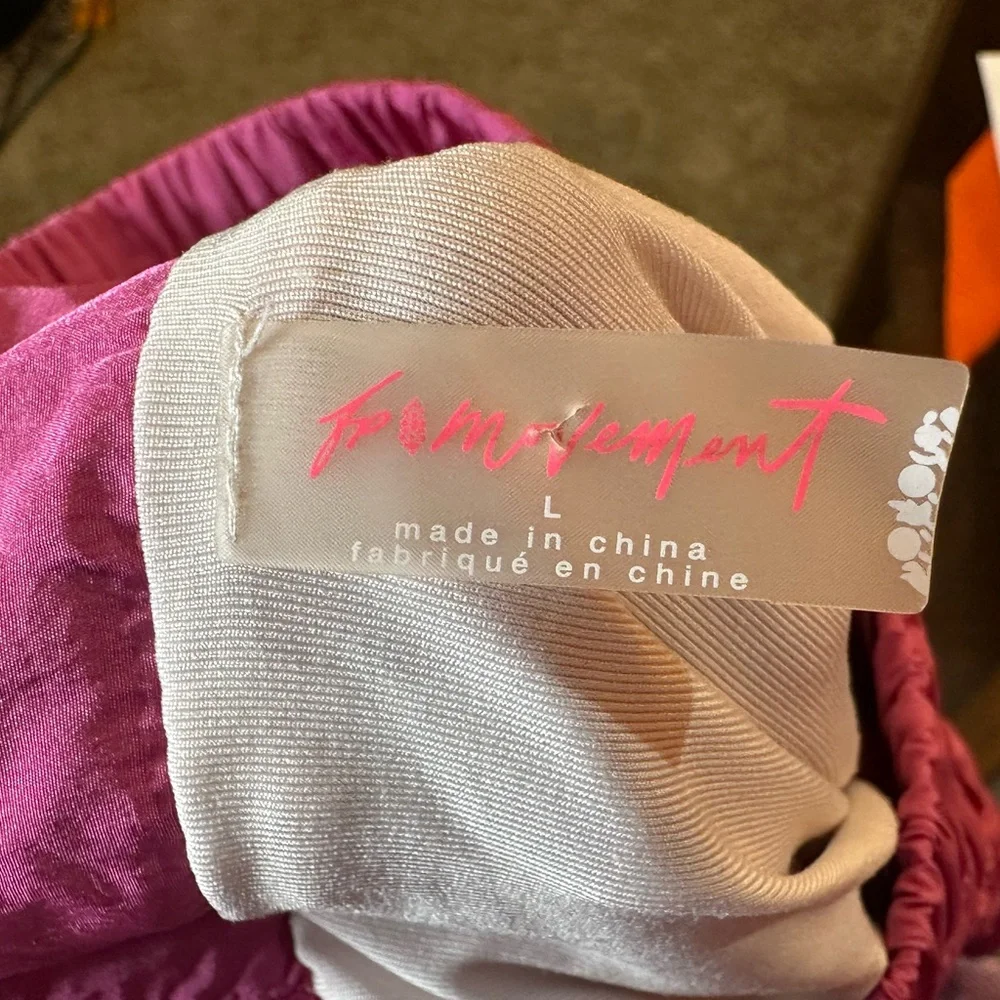 fp movement
L
made in china
fabriqué en chine